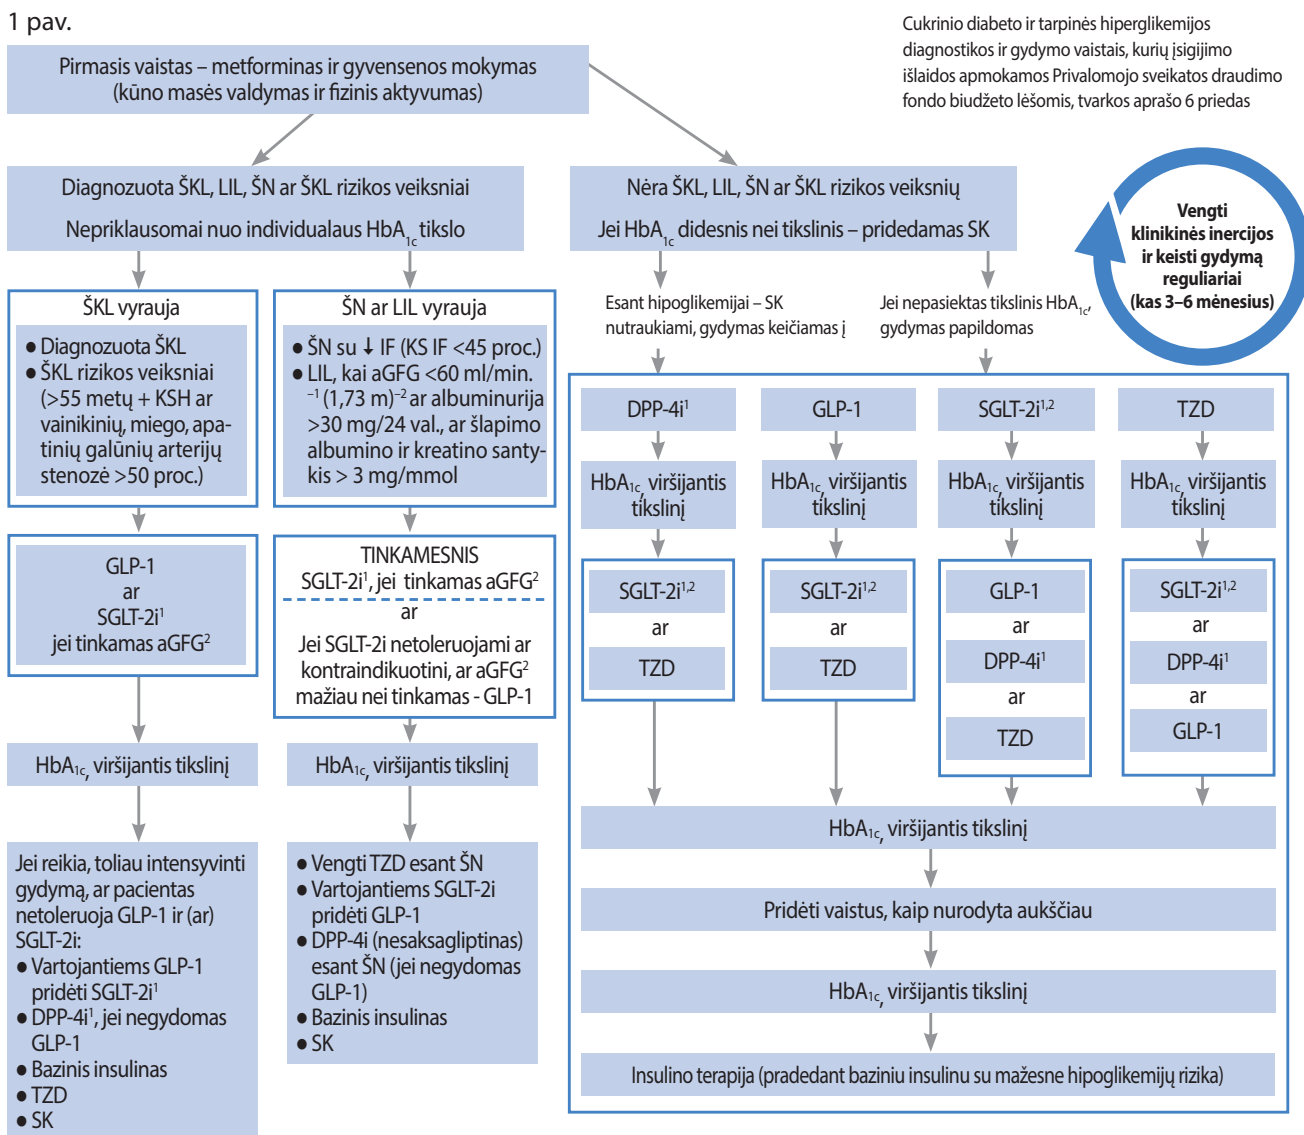 1 pav.
Cukrinio diabeto ir tarpinės hiperglikemijos
diagnostikos ir gydymo vaistais, kurių įsigijimo
išlaidos apmokamos Privalomojo sveikatos draudimo
fondo biudžeto lėšomis, tvarkos aprašo 6 priedas
Pirmasis vaistas – metforminas ir gyvensenos mokymas
(kūno masės valdymas ir fizinis aktyvumas)
Diagnozuota ŠKL, LIL, ŠN ar ŠKL rizikos veiksniai
Nepriklausomai nuo individualaus HbA1c tikslo
Nėra ŠKL, LIL, ŠN ar ŠKL rizikos veiksnių
Jei HbA1c didesnis nei tikslinis – pridedamas SK
Vengti
klinikinės inercijos
ir keisti gydymą
reguliariai
(kas 3–6 mėnesius)
ŠKL vyrauja
● Diagnozuota ŠKL
● ŠKL rizikos veiksniai
(>55 metų + KSH ar
vainikinių, miego, apa-
tinių galūnių arterijų
stenozė >50 proc.)
ŠN ar LIL vyrauja
● ŠN su ↓ IF (KS IF <45 proc.)
● LIL, kai aGFG <60 ml/min.
⁻¹ (1,73 m)⁻² ar albuminurija
>30 mg/24 val., ar šlapimo
albumino ir kreatino santy-
kis > 3 mg/mmol
Esant hipoglikemijai – SK
nutraukiami, gydymas keičiamas į
Jei nepasiektas tikslinis HbA1c,
gydymas papildomas
GLP-1
ar
SGLT-2i¹
jei tinkamas aGFG²
TINKAMESNIS
SGLT-2i¹, jei tinkamas aGFG²
ar
Jei SGLT-2i netoleruojami ar
kontraindikuotini, ar aGFG²
mažiau nei tinkamas - GLP-1
HbA1c, viršijantis tikslinį
HbA1c, viršijantis tikslinį
Jei reikia, toliau intensyvinti
gydymą, ar pacientas
netoleruoja GLP-1 ir (ar)
SGLT-2i:
● Vartojantiems GLP-1
pridėti SGLT-2i¹
● DPP-4i¹, jei negydomas
GLP-1
● Bazinis insulinas
● TZD
● SK
● Vengti TZD esant ŠN
● Vartojantiems SGLT-2i
pridėti GLP-1
● DPP-4i (nesaksagliptinas)
esant ŠN (jei negydomas
GLP-1)
● Bazinis insulinas
● SK
DPP-4i¹
HbA1c, viršijantis
tikslinį
SGLT-2i¹,²
ar
TZD
GLP-1
HbA1c, viršijantis
tikslinį
SGLT-2i¹,²
ar
TZD
SGLT-2i¹,²
HbA1c, viršijantis
tikslinį
GLP-1
ar
DPP-4i¹
ar
TZD
TZD
HbA1c, viršijantis
tikslinį
SGLT-2i¹,²
ar
DPP-4i¹
ar
GLP-1
HbA1c, viršijantis tikslinį
Pridėti vaistus, kaip nurodyta aukščiau
HbA1c, viršijantis tikslinį
Insulino terapija (pradedant baziniu insulinu su mažesne hipoglikemijų rizika)